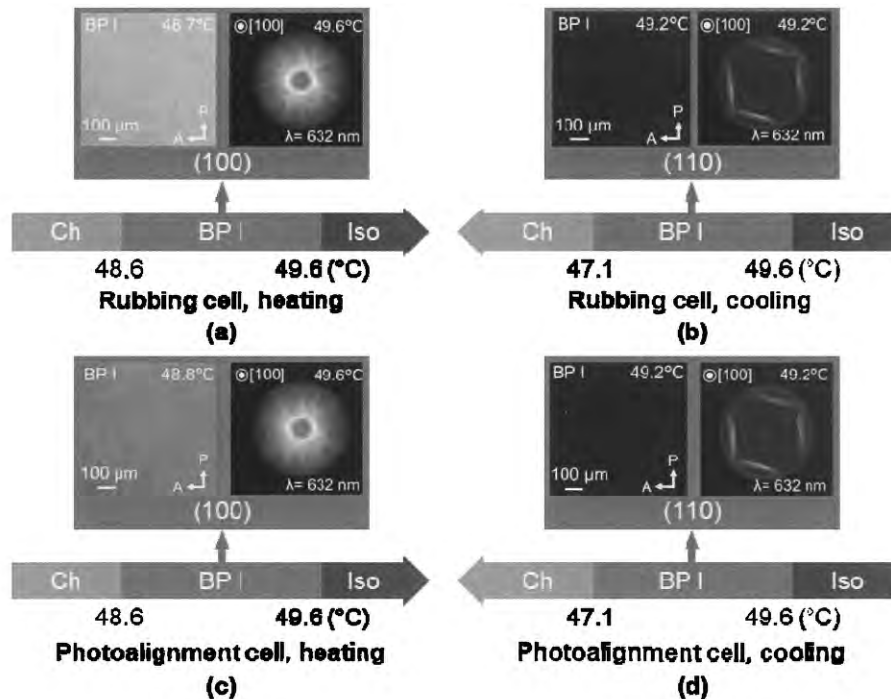 BP I 48.7°C ⊙[100] 49.6°C
P
100 µm A λ= 632 nm
(100)
Ch BP I Iso
48.6 49.6 (°C)
Rubbing cell, heating
(a)
BP I 49.2°C ⊙[100] 49.2°C
P
100 µm A λ= 632 nm
(110)
Ch BP I Iso
47.1 49.6 (°C)
Rubbing cell, cooling
(b)
BP I 48.8°C ⊙[100] 49.6°C
P
100 µm A λ= 632 nm
(100)
Ch BP I Iso
48.6 49.6 (°C)
Photoalignment cell, heating
(c)
BP I 49.2°C ⊙[100] 49.2°C
P
100 µm A λ= 632 nm
(110)
Ch BP I Iso
47.1 49.6 (°C)
Photoalignment cell, cooling
(d)